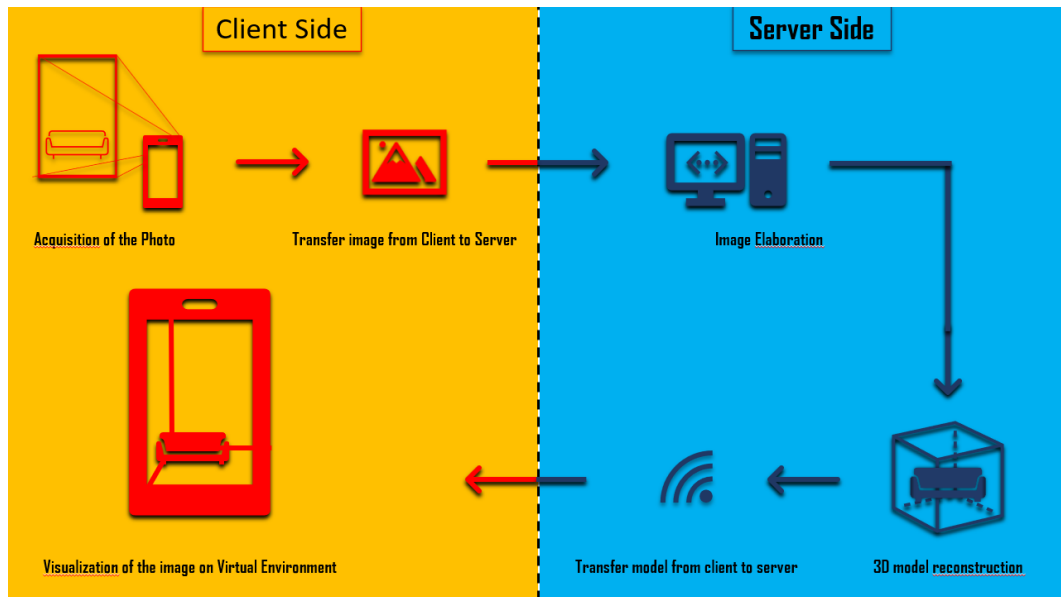 Client Side
Server Side
Acquisition of the Photo
Transfer image from Client to Server
Image Elaboration
Visualization of the image on Virtual Environment
Transfer model from client to server
3D model reconstruction